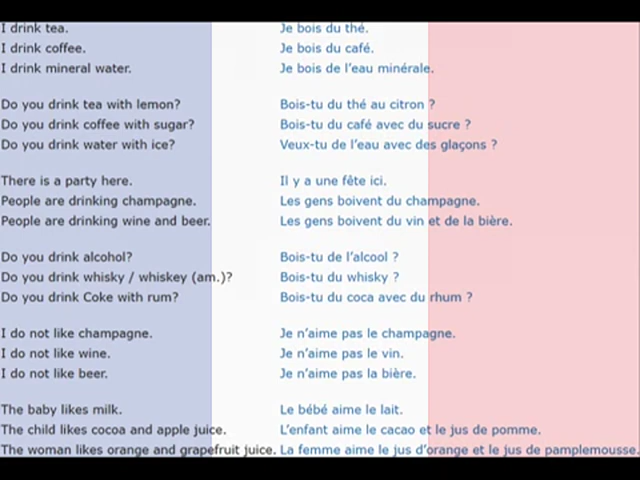 I drink tea. Je bois du thé.
I drink coffee. Je bois du café.
I drink mineral water. Je bois de l’eau minérale.
Do you drink tea with lemon? Bois-tu du thé au citron ?
Do you drink coffee with sugar? Bois-tu du café avec du sucre ?
Do you drink water with ice? Veux-tu de l’eau avec des glaçons ?
There is a party here. Il y a une fête ici.
People are drinking champagne. Les gens boivent du champagne.
People are drinking wine and beer. Les gens boivent du vin et de la bière.
Do you drink alcohol? Bois-tu de l’alcool ?
Do you drink whisky / whiskey (am.)? Bois-tu du whisky ?
Do you drink Coke with rum? Bois-tu du coca avec du rhum ?
I do not like champagne. Je n’aime pas le champagne.
I do not like wine. Je n’aime pas le vin.
I do not like beer. Je n’aime pas la bière.
The baby likes milk. Le bébé aime le lait.
The child likes cocoa and apple juice. L’enfant aime le cacao et le jus de pomme.
The woman likes orange and grapefruit juice. La femme aime le jus d’orange et le jus de pamplemousse.